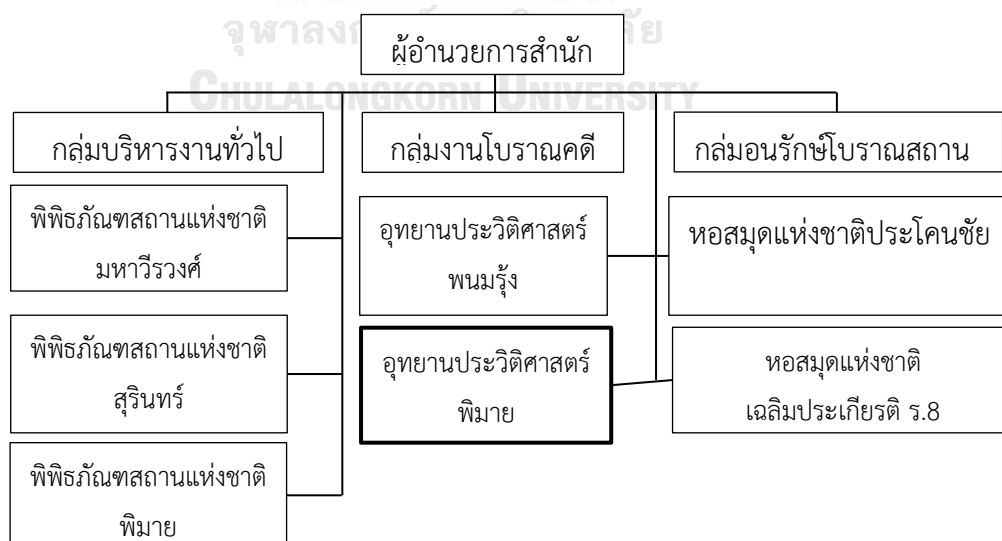 จุฬาลงกรณ์มหาวิทยาลัย
CHULALONGKORN UNIVERSITY
ผู้อำนวยการสำนัก
กลุ่มบริหารงานทั่วไป
กลุ่มงานโบราณคดี
กลุ่มอนรักษ์โบราณสถาน
พิพิธภัณฑสถานแห่งชาติ
มหาวีรวงศ์
อุทยานประวิติศาสตร์
พนมรุ้ง
หอสมุดแห่งชาติประโคนชัย
พิพิธภัณฑสถานแห่งชาติ
สุรินทร์
อุทยานประวิติศาสตร์
พิมาย
หอสมุดแห่งชาติ
เฉลิมประเกียรติ ร.8
พิพิธภัณฑสถานแห่งชาติ
พิมาย